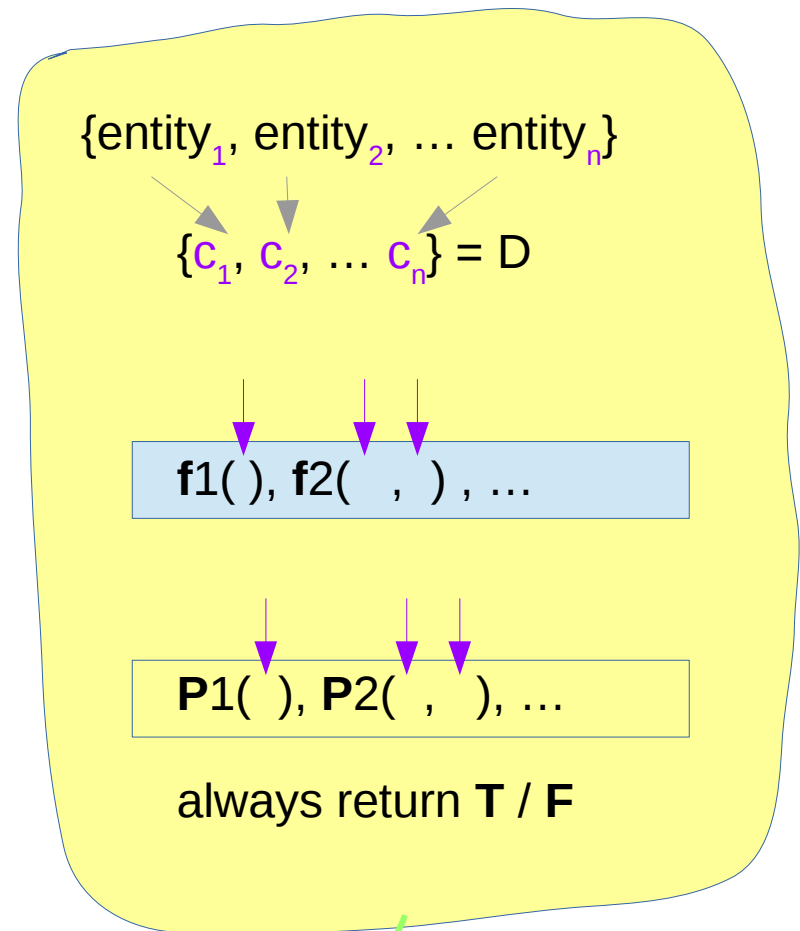 {entity₁, entity₂, … entityₙ}
{c₁, c₂, … cₙ} = D
f1( ), f2( , ) , …
P1( ), P2( , ), …
always return T / F